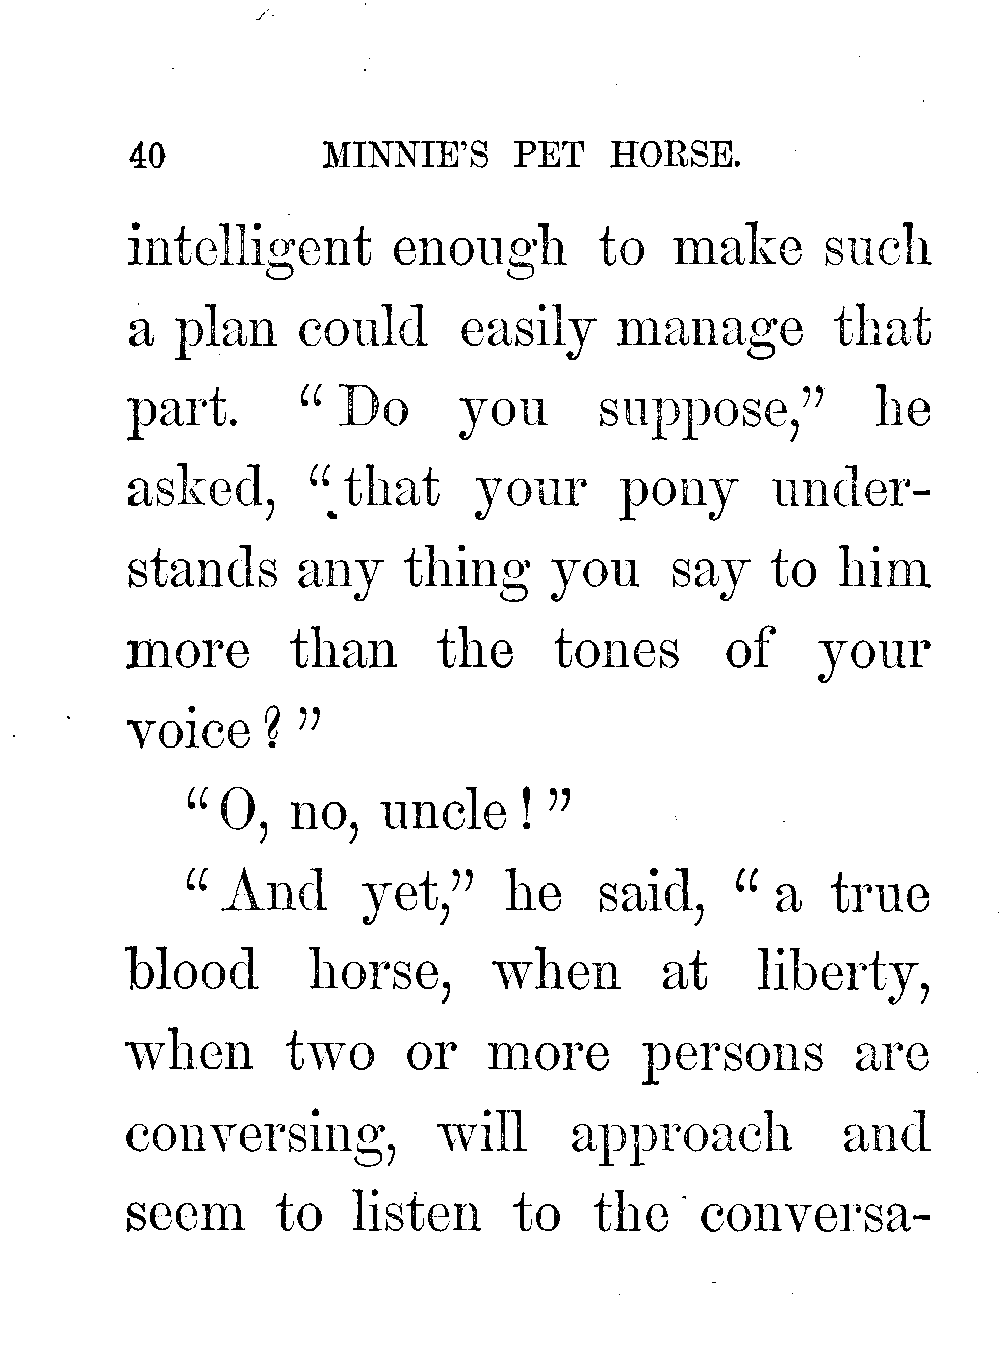 40 MINNIE'S PET HORSE.
intelligent enough to make such
a plan could easily manage that
part. “Do you suppose,” he
asked, “that your pony under-
stands any thing you say to him
more than the tones of your
voice?”
“O, no, uncle!”
“And yet,” he said, “a true
blood horse, when at liberty,
when two or more persons are
conversing, will approach and
seem to listen to the conversa-